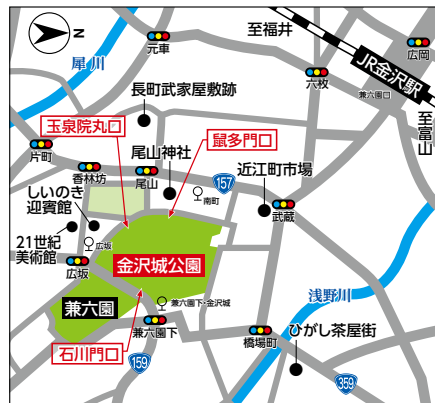 N
犀川
元車
至福井
広岡
JR金沢駅
六枚
兼六園口
至富山
長町武家屋敷跡
玉泉院丸口
鼠多門口
尾山神社
片町
香林坊
尾山
157
近江町市場
南町
武蔵
しいのき
迎賓館
21世紀
美術館
広坂
広坂
金沢城公園
兼六園
兼六園下・金沢城
浅野川
石川門口
兼六園下
橋場町
ひがし茶屋街
159
359